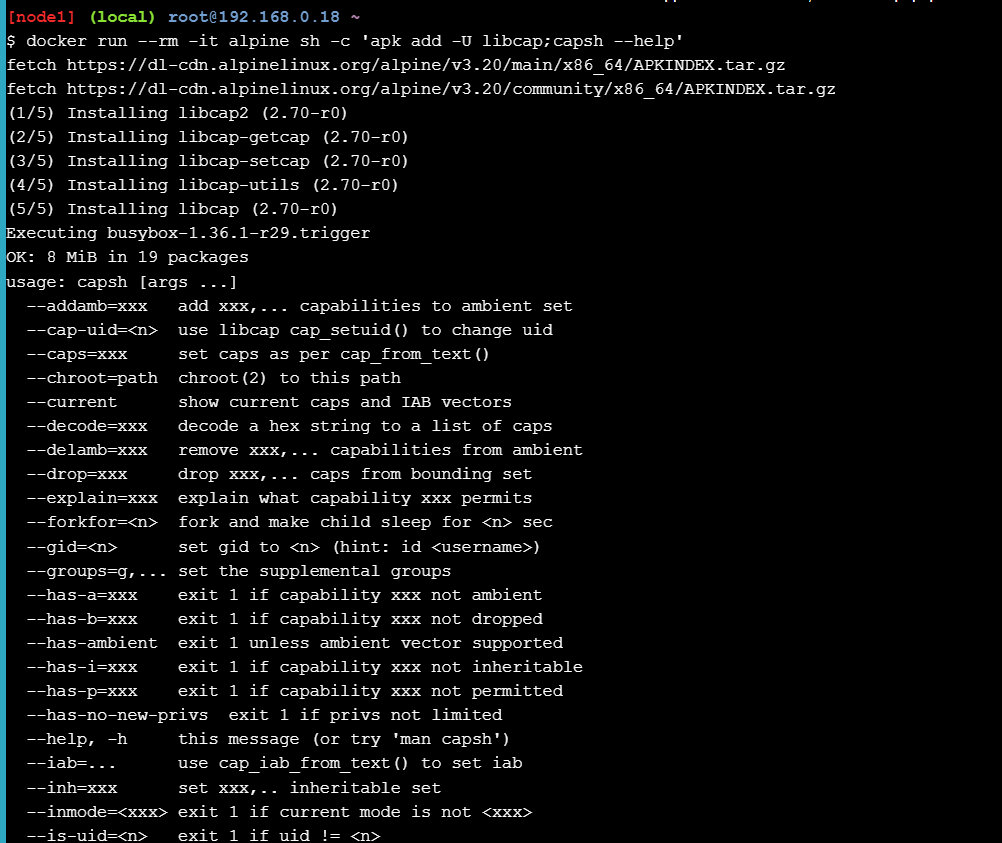 [node1] (local) root@192.168.0.18 ~
$ docker run --rm -it alpine sh -c 'apk add -U libcap;capsh --help'
fetch https://dl-cdn.alpinelinux.org/alpine/v3.20/main/x86_64/APKINDEX.tar.gz
fetch https://dl-cdn.alpinelinux.org/alpine/v3.20/community/x86_64/APKINDEX.tar.gz
(1/5) Installing libcap2 (2.70-r0)
(2/5) Installing libcap-getcap (2.70-r0)
(3/5) Installing libcap-setcap (2.70-r0)
(4/5) Installing libcap-utils (2.70-r0)
(5/5) Installing libcap (2.70-r0)
Executing busybox-1.36.1-r29.trigger
OK: 8 MiB in 19 packages
usage: capsh [args ...]
  --addamb=xxx   add xxx,... capabilities to ambient set
  --cap-uid=<n>  use libcap cap_setuid() to change uid
  --caps=xxx     set caps as per cap_from_text()
  --chroot=path  chroot(2) to this path
  --current      show current caps and IAB vectors
  --decode=xxx   decode a hex string to a list of caps
  --delamb=xxx   remove xxx,... capabilities from ambient
  --drop=xxx     drop xxx,... caps from bounding set
  --explain=xxx  explain what capability xxx permits
  --forkfor=<n>  fork and make child sleep for <n> sec
  --gid=<n>      set gid to <n> (hint: id <username>)
  --groups=g,... set the supplemental groups
  --has-a=xxx    exit 1 if capability xxx not ambient
  --has-b=xxx    exit 1 if capability xxx not dropped
  --has-ambient  exit 1 unless ambient vector supported
  --has-i=xxx    exit 1 if capability xxx not inheritable
  --has-p=xxx    exit 1 if capability xxx not permitted
  --has-no-new-privs  exit 1 if privs not limited
  --help, -h     this message (or try 'man capsh')
  --iab=...      use cap_iab_from_text() to set iab
  --inh=xxx      set xxx,.. inheritable set
  --inmode=<xxx> exit 1 if current mode is not <xxx>
  --is-uid=<n>   exit 1 if uid != <n>